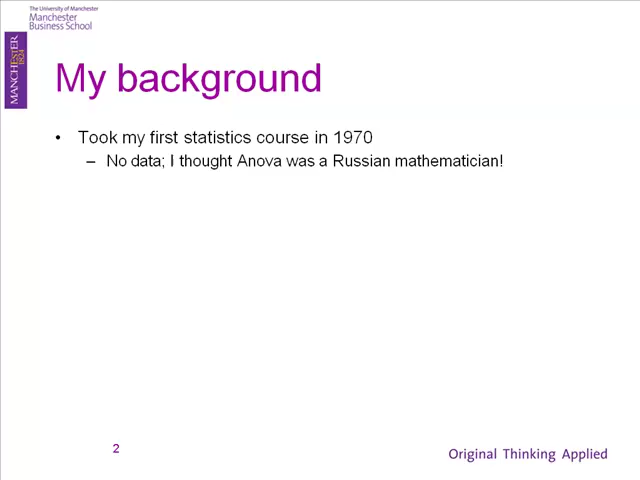 The University of Manchester
Manchester
Business School
MANCHESTER
1824
My background
• Took my first statistics course in 1970
– No data; I thought Anova was a Russian mathematician!
2
Original Thinking Applied